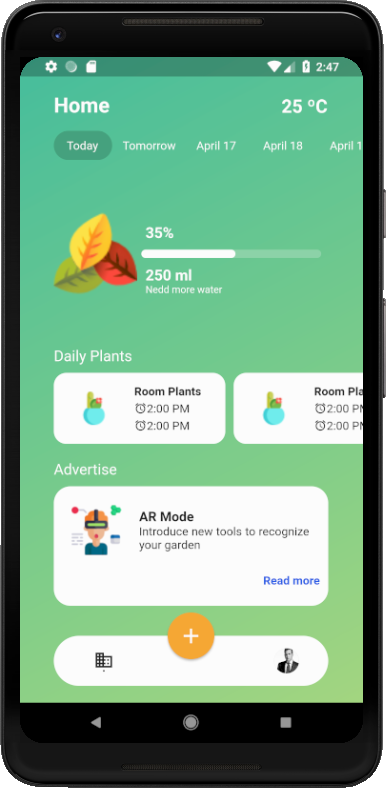 2:47
Home
25 ºC
Today Tomorrow April 17 April 18 April 1
35%
250 ml
Nedd more water
Daily Plants
Room Plants
2:00 PM
2:00 PM
Room Pla
2:00 PM
2:00 PM
Advertise
AR Mode
Introduce new tools to recognize
your garden
Read more